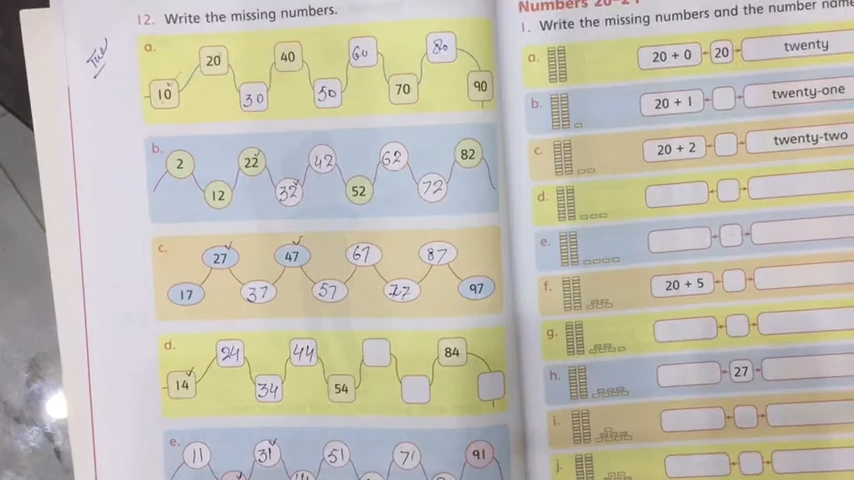 Tue
12. Write the missing numbers.
a.
10 20 30 40 50 60 70 80 90
b.
2 12 22 32 42 52 62 72 82
c.
17 27 37 47 57 67 77 87 97
d.
14 24 34 44 54 84
e.
11 31 51 71 91
Numbers 20-2
1. Write the missing numbers and the number name
a. 20 + 0 20 twenty
b. 20 + 1 twenty-one
c. 20 + 2 twenty-two
d.
e.
f. 20 + 5
g.
h. 27
i.
j.